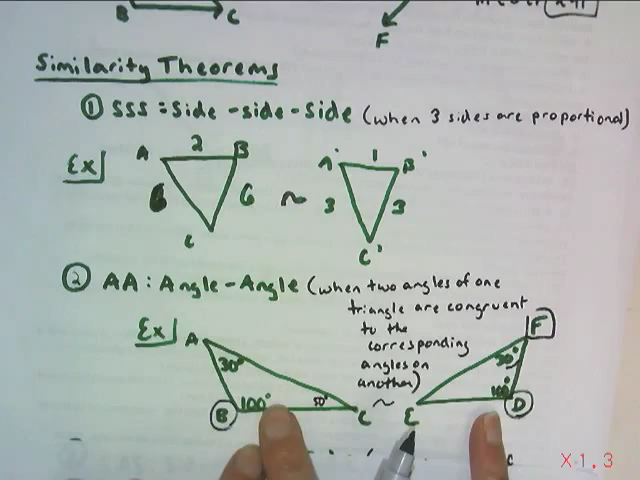 B C
F
Similarity Theorems
① SSS : Side - side - side (when 3 sides are proportional)
Ex A 2 B 6 6 C ~ A' 1 B' 3 3 C'
② AA : Angle - Angle (when two angles of one
triangle are congruent
to the
corresponding
angles on
another)
Ex A 30° B 100° 50° C ~ E F 50° 100° D
X1.3